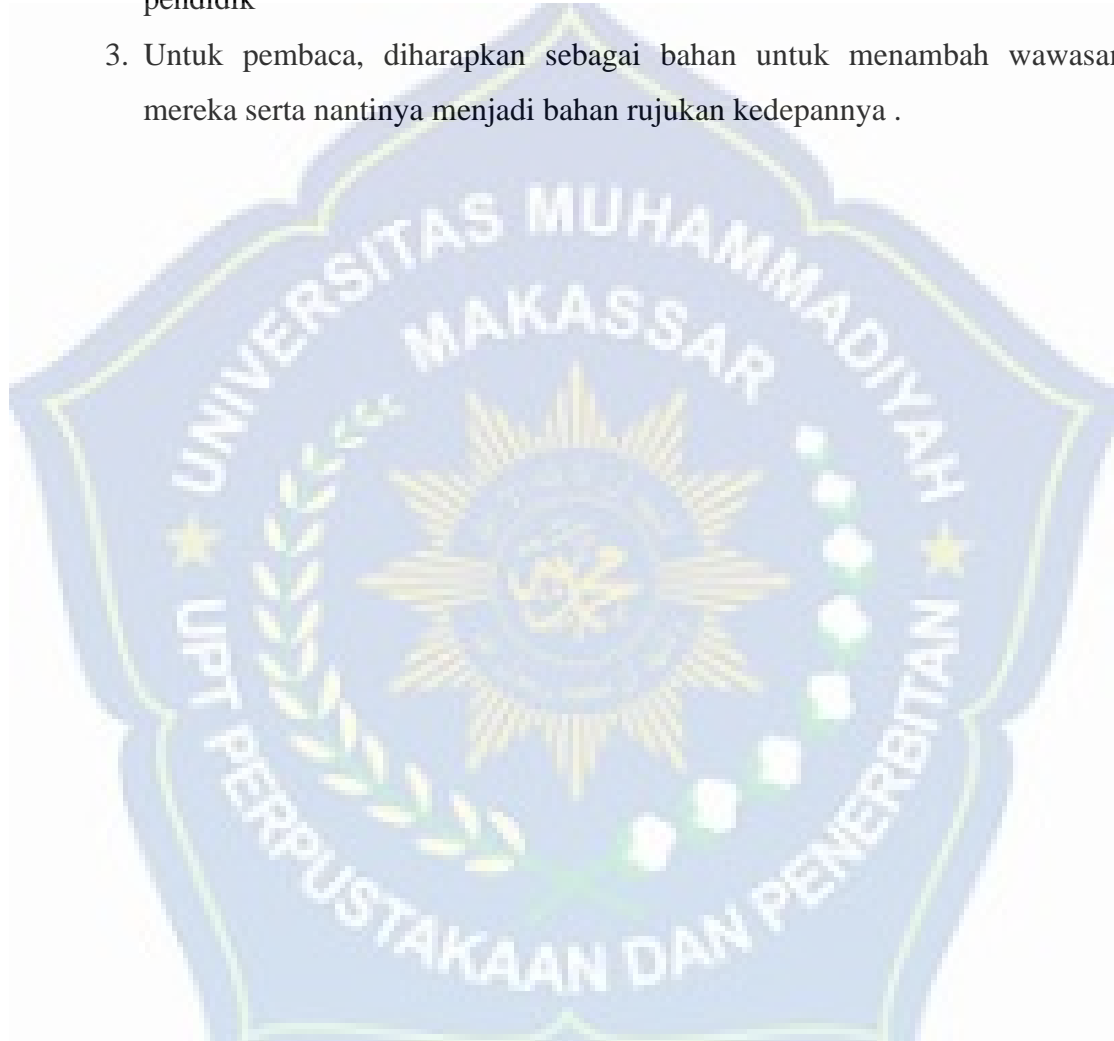 pendidik
3. Untuk pembaca, diharapkan sebagai bahan untuk menambah wawasan
mereka serta nantinya menjadi bahan rujukan kedepannya .
UNIVERSITAS MUHAMMADIYAH
MAKASSAR
UPT PERPUSTAKAAN DAN PENERBITAN